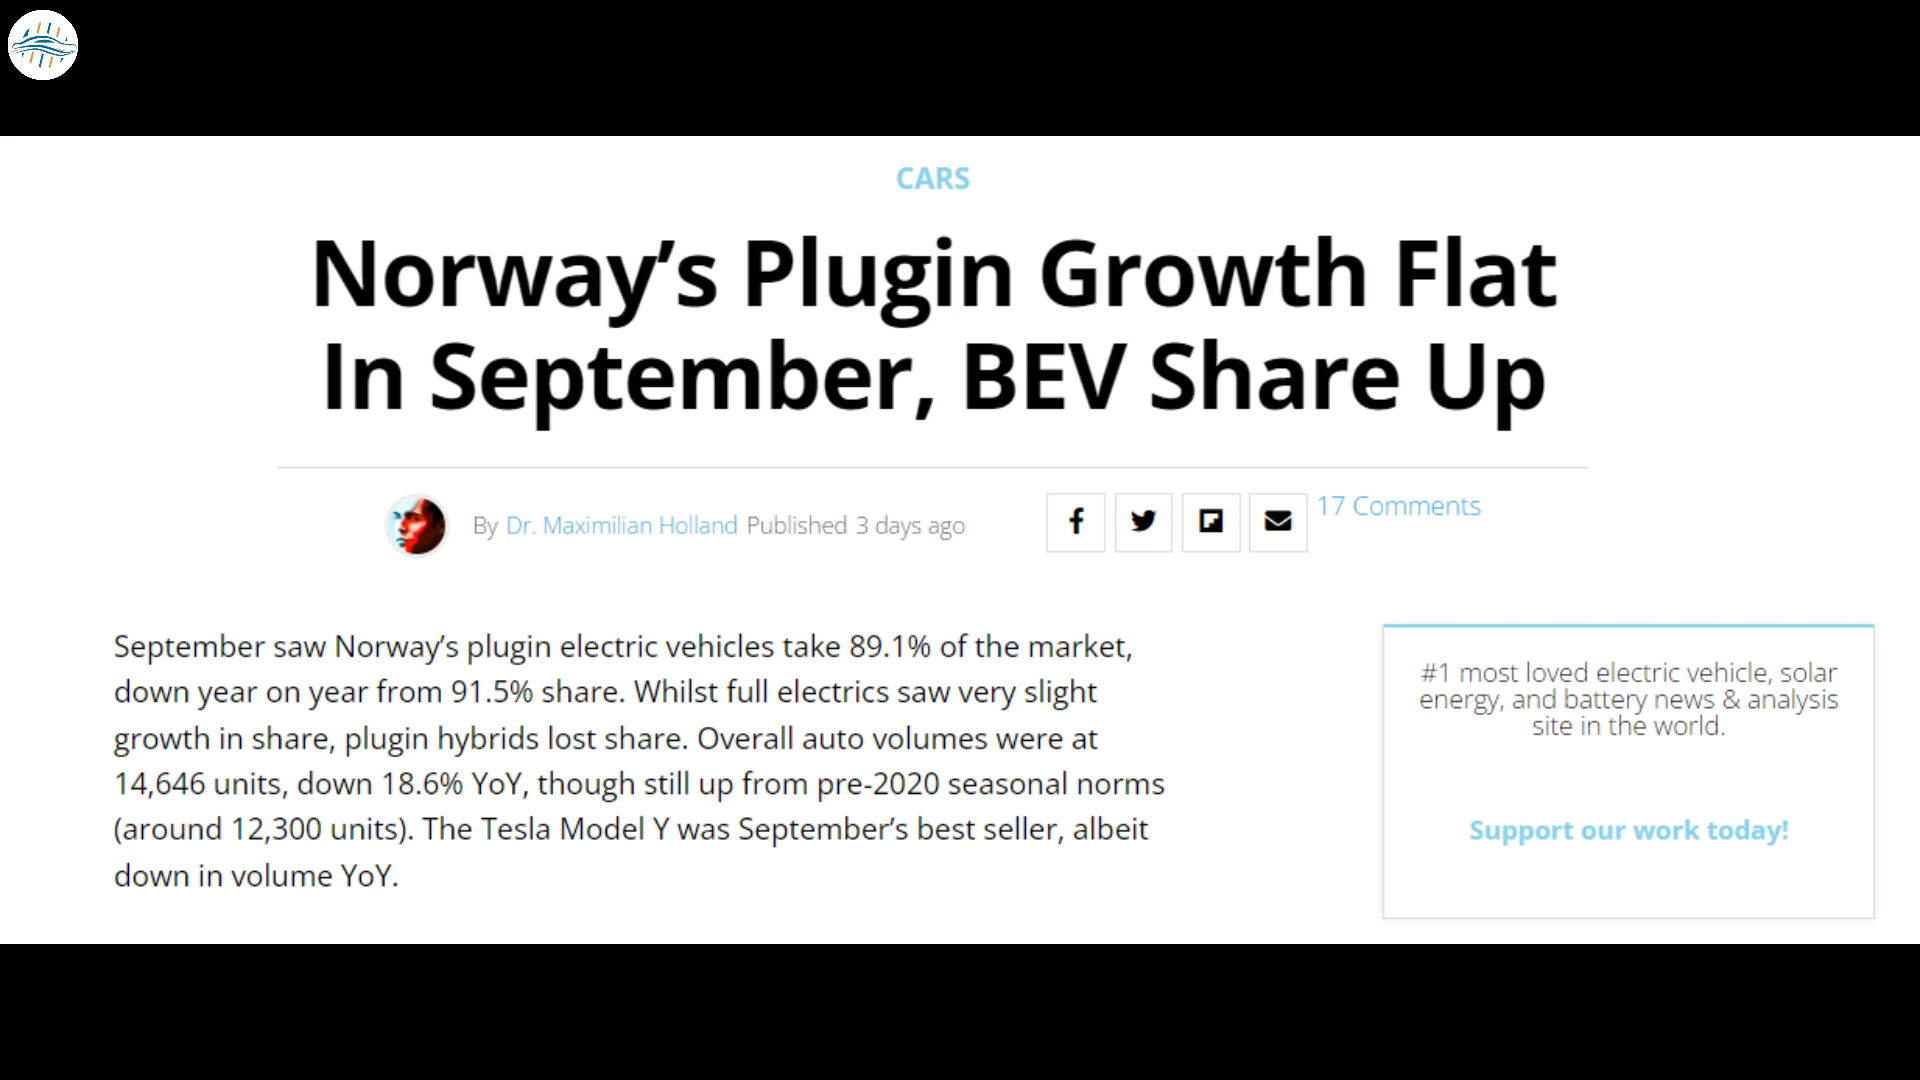 CARS
Norway’s Plugin Growth Flat
In September, BEV Share Up
By Dr. Maximilian Holland Published 3 days ago
17 Comments
September saw Norway’s plugin electric vehicles take 89.1% of the market,
down year on year from 91.5% share. Whilst full electrics saw very slight
growth in share, plugin hybrids lost share. Overall auto volumes were at
14,646 units, down 18.6% YoY, though still up from pre-2020 seasonal norms
(around 12,300 units). The Tesla Model Y was September’s best seller, albeit
down in volume YoY.
#1 most loved electric vehicle, solar
energy, and battery news & analysis
site in the world.
Support our work today!